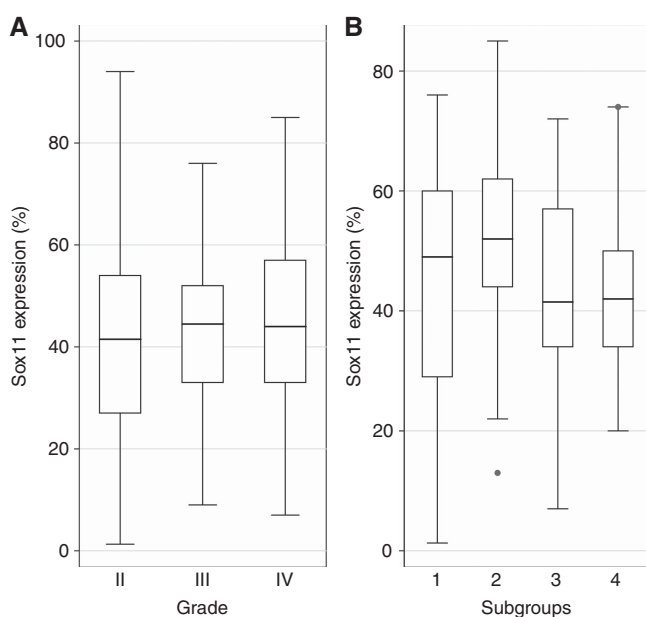 A
Sox11 expression (%)
100
80
60
40
20
0
II III IV
Grade
B
Sox11 expression (%)
80
60
40
20
0
1 2 3 4
Subgroups